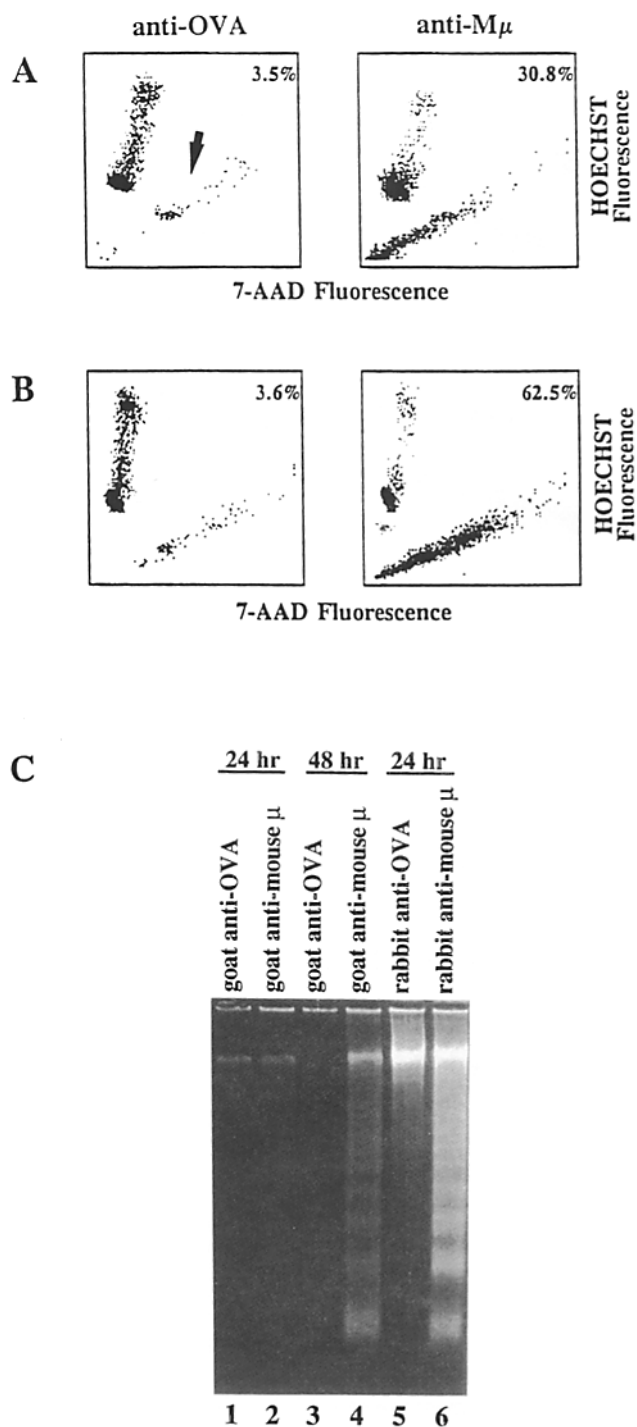 anti-OVA anti-Mμ
A
3.5%
30.8%
HOECHST
Fluorescence
7-AAD Fluorescence
B
3.6%
62.5%
HOECHST
Fluorescence
7-AAD Fluorescence
C
24 hr 48 hr 24 hr
goat anti-OVA
goat anti-mouse μ
goat anti-OVA
goat anti-mouse μ
rabbit anti-OVA
rabbit anti-mouse μ
1 2 3 4 5 6